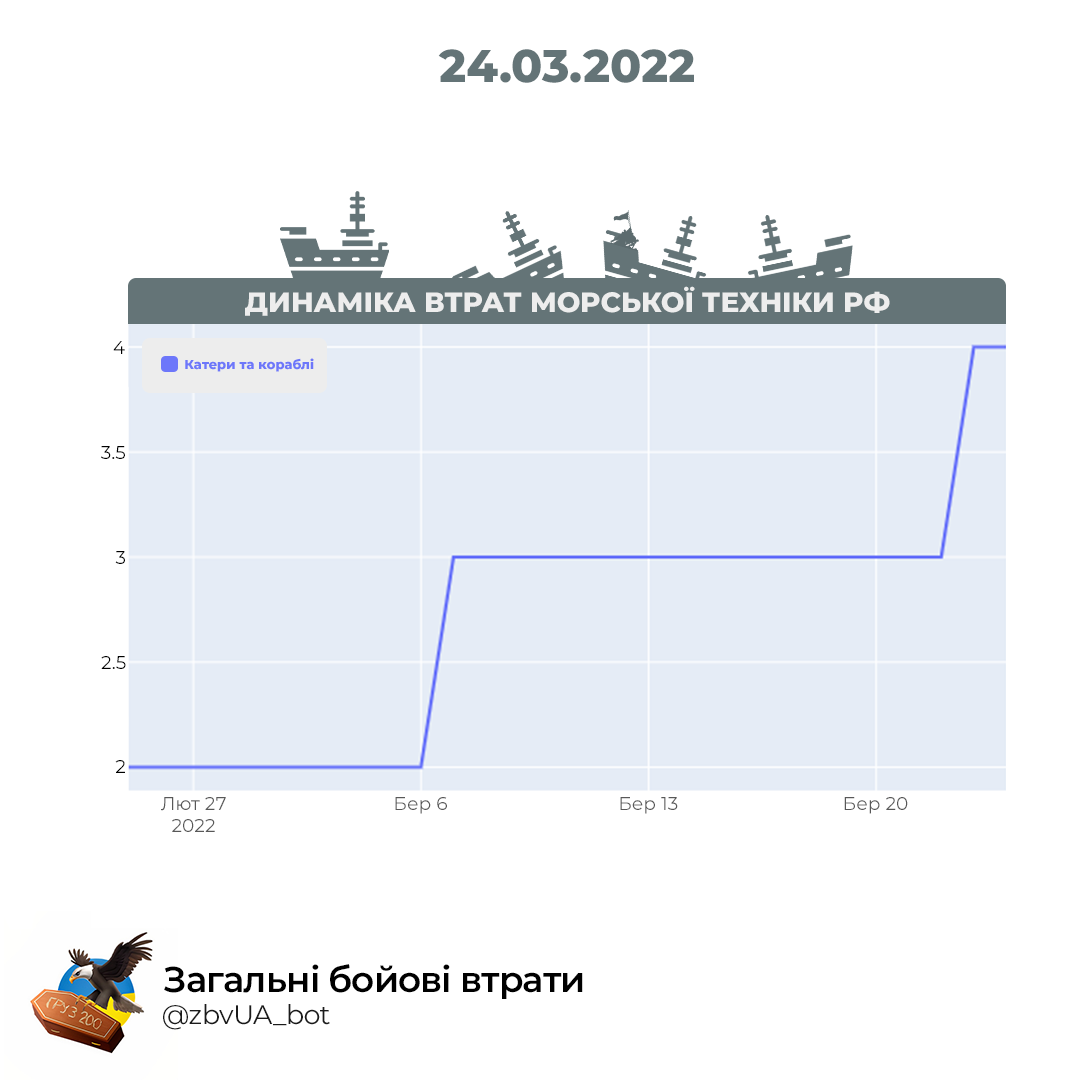 24.03.2022
ДИНАМІКА ВТРАТ МОРСЬКОЇ ТЕХНІКИ РФ
Катери та кораблі
4
3.5
3
2.5
2
Лют 27
2022
Бер 6
Бер 13
Бер 20
ГРУЗ 200
Загальні бойові втрати
@zbvUA_bot